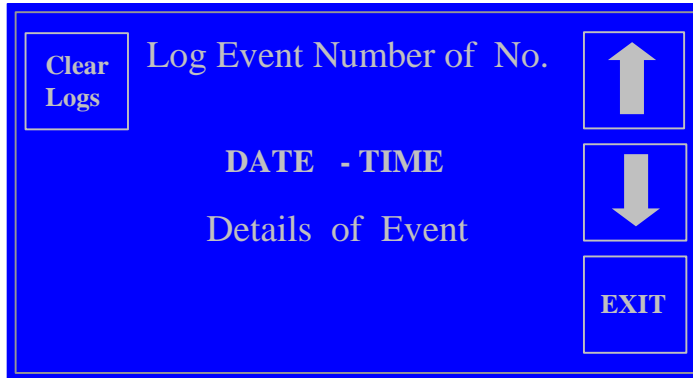 Clear
Logs
Log Event Number of No.
DATE - TIME
Details of Event
EXIT